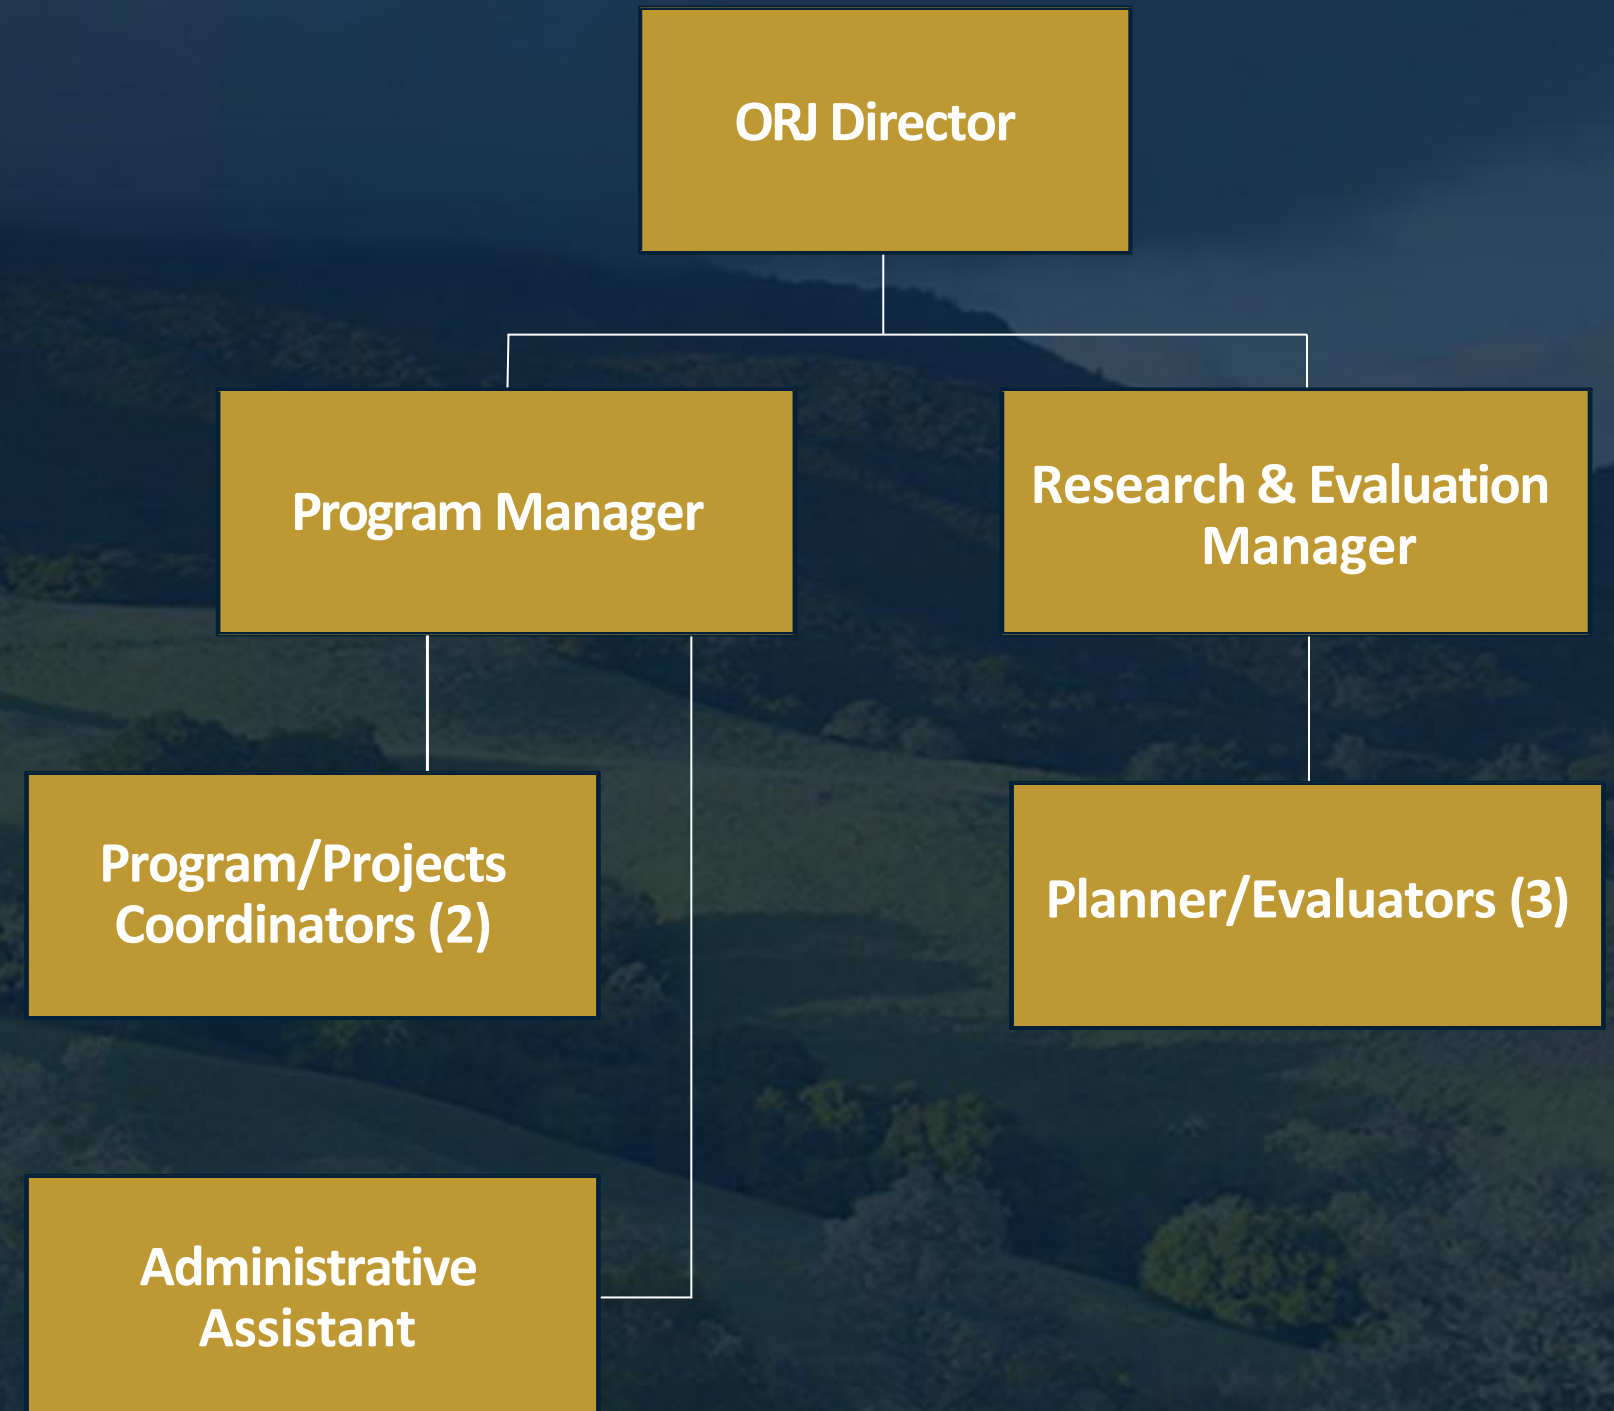 ORJ Director
Program Manager
Research & Evaluation
Manager
Program/Projects
Coordinators (2)
Planner/Evaluators (3)
Administrative
Assistant